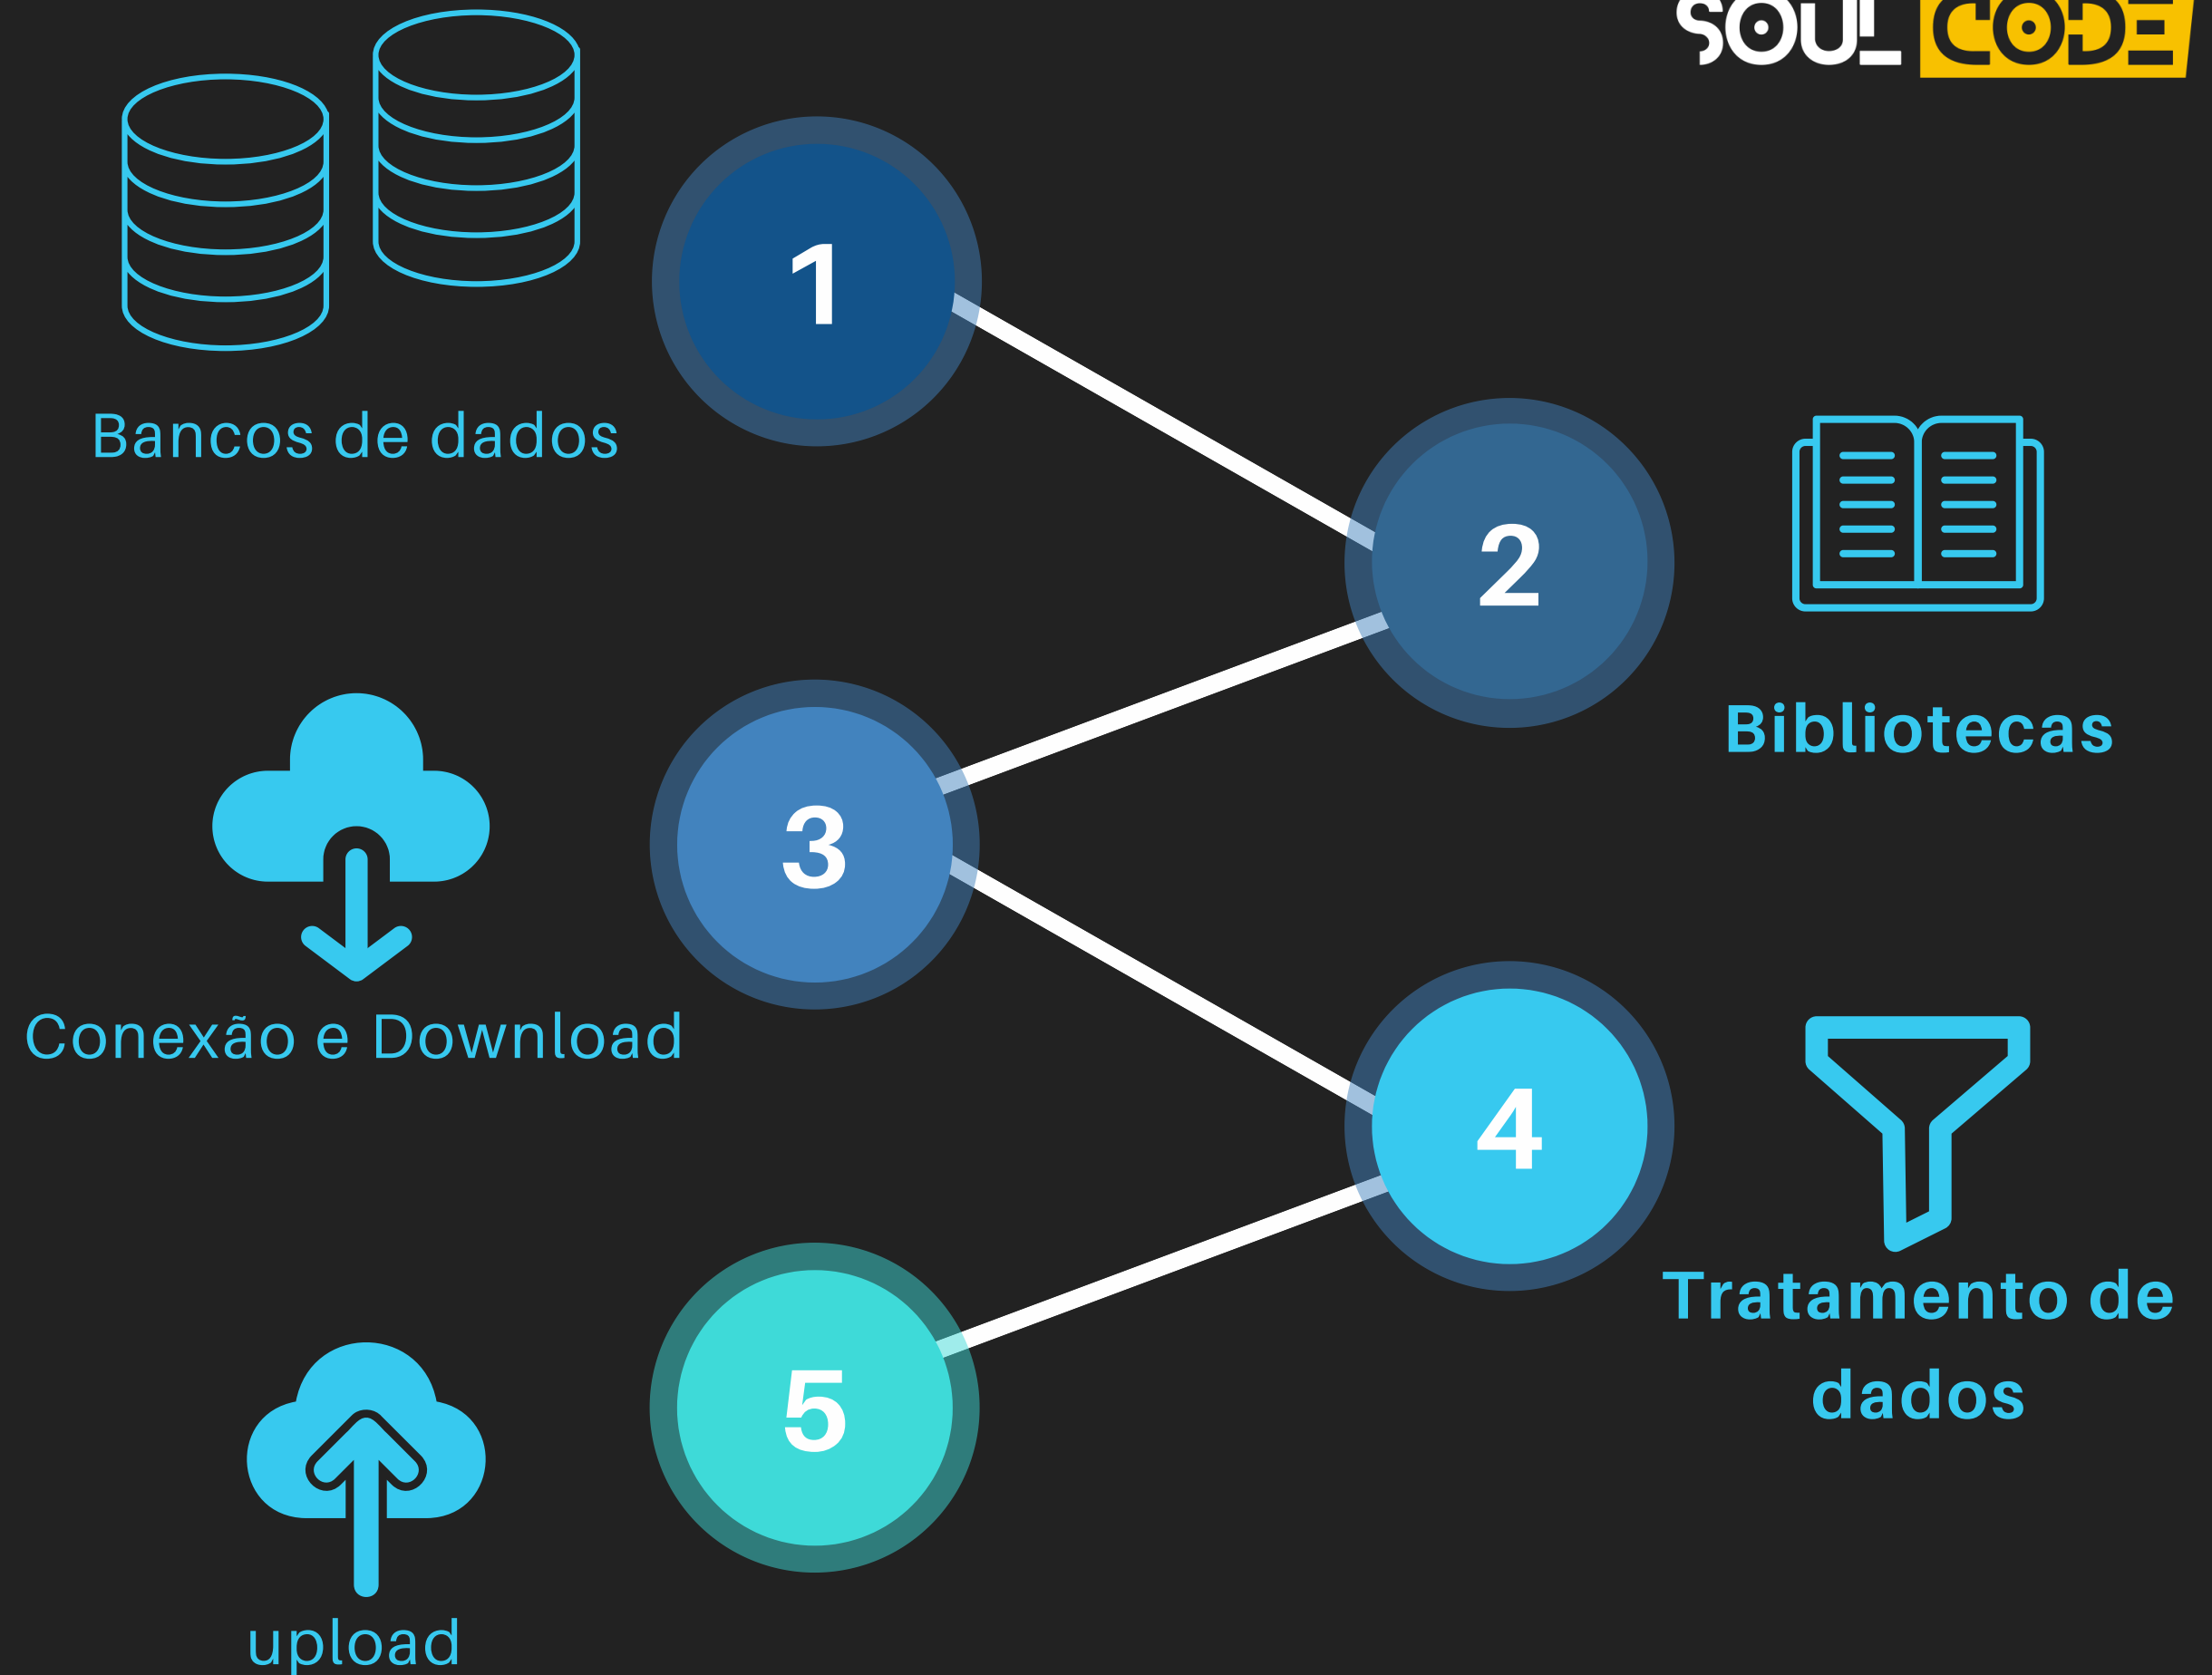 SOUL CODE
1
Bancos de dados
2
Bibliotecas
3
Conexão e Download
4
Tratamento de
dados
5
upload